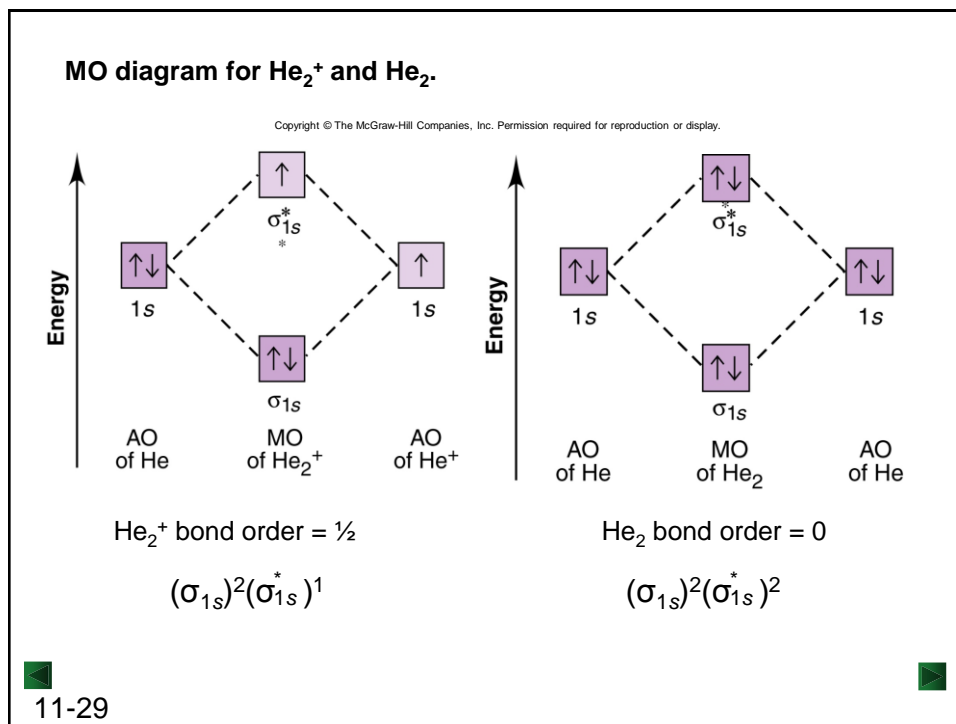 MO diagram for He₂⁺ and He₂.
Copyright © The McGraw-Hill Companies, Inc. Permission required for reproduction or display.
Energy
↑
σ*1s
*
↑↓
1s
↑
1s
↑↓
σ1s
AO of He
MO of He₂⁺
AO of He⁺
Energy
↑↓
σ*1s
*
↑↓
1s
↑↓
1s
↑↓
σ1s
AO of He
MO of He₂
AO of He
He₂⁺ bond order = ½
He₂ bond order = 0
(σ1s)²(σ*1s)¹
(σ1s)²(σ*1s)²
11-29